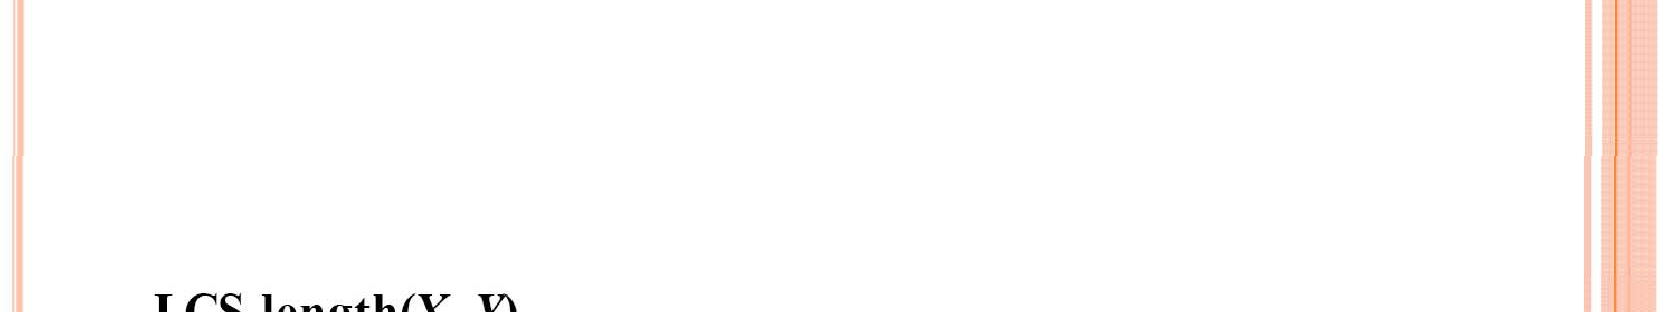 LCS-length(X, Y)